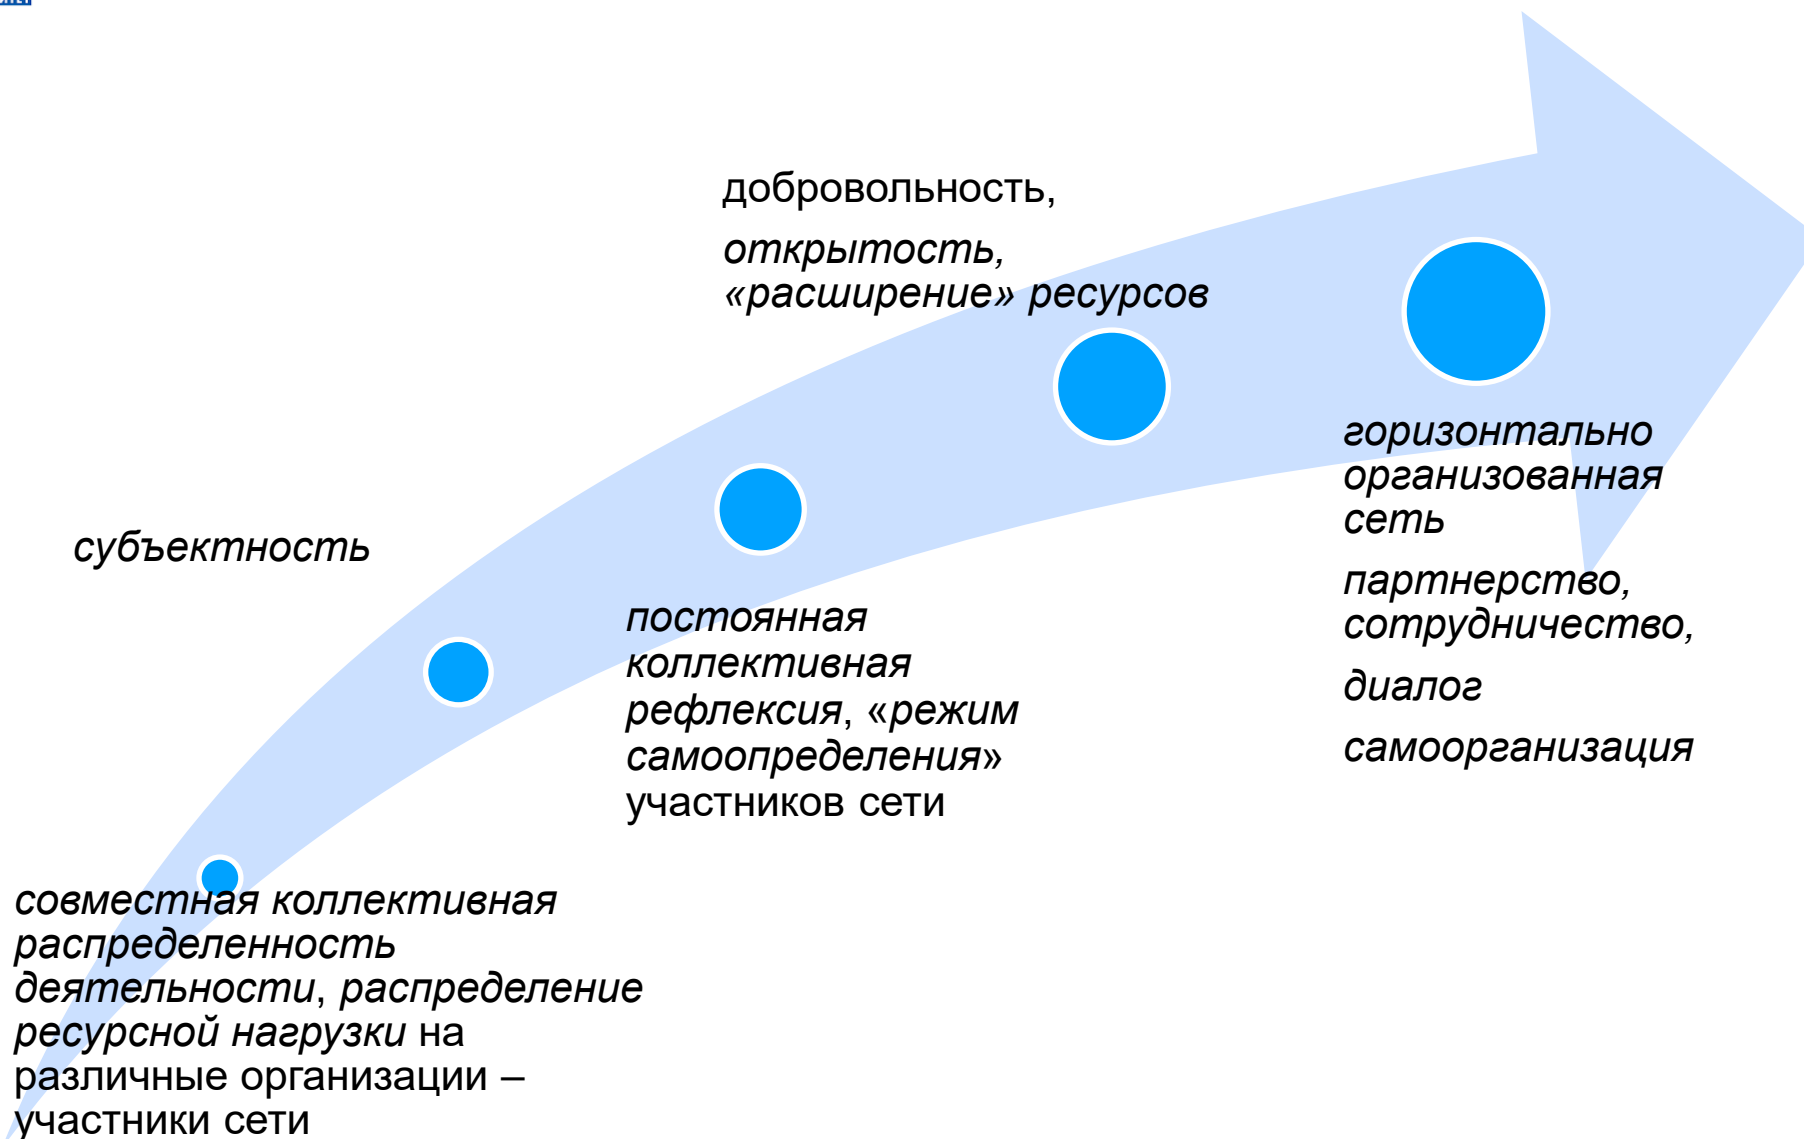 добровольность,
открытость,
«расширение» ресурсов
субъектность
горизонтально
организованная
сеть
партнерство,
сотрудничество,
диалог
самоорганизация
постоянная
коллективная
рефлексия, «режим
самоопределения»
участников сети
совместная коллективная
распределенность
деятельности, распределение
ресурсной нагрузки на
различные организации –
участники сети